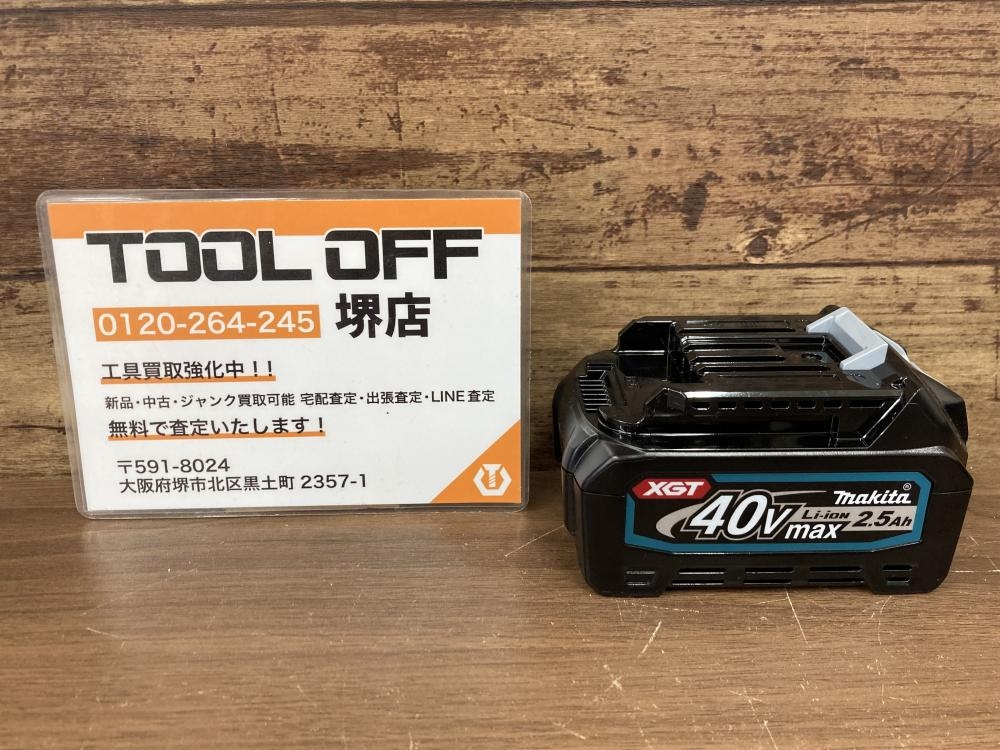 TOOL OFF
0120-264-245 堺店
工具買取強化中!!
新品・中古・ジャンク買取可能 宅配査定・出張査定・LINE査定
無料で査定いたします!
〒591-8024
大阪府堺市北区黒土町 2357-1
XGT
40v max
Li-ion
makita®
2.5Ah